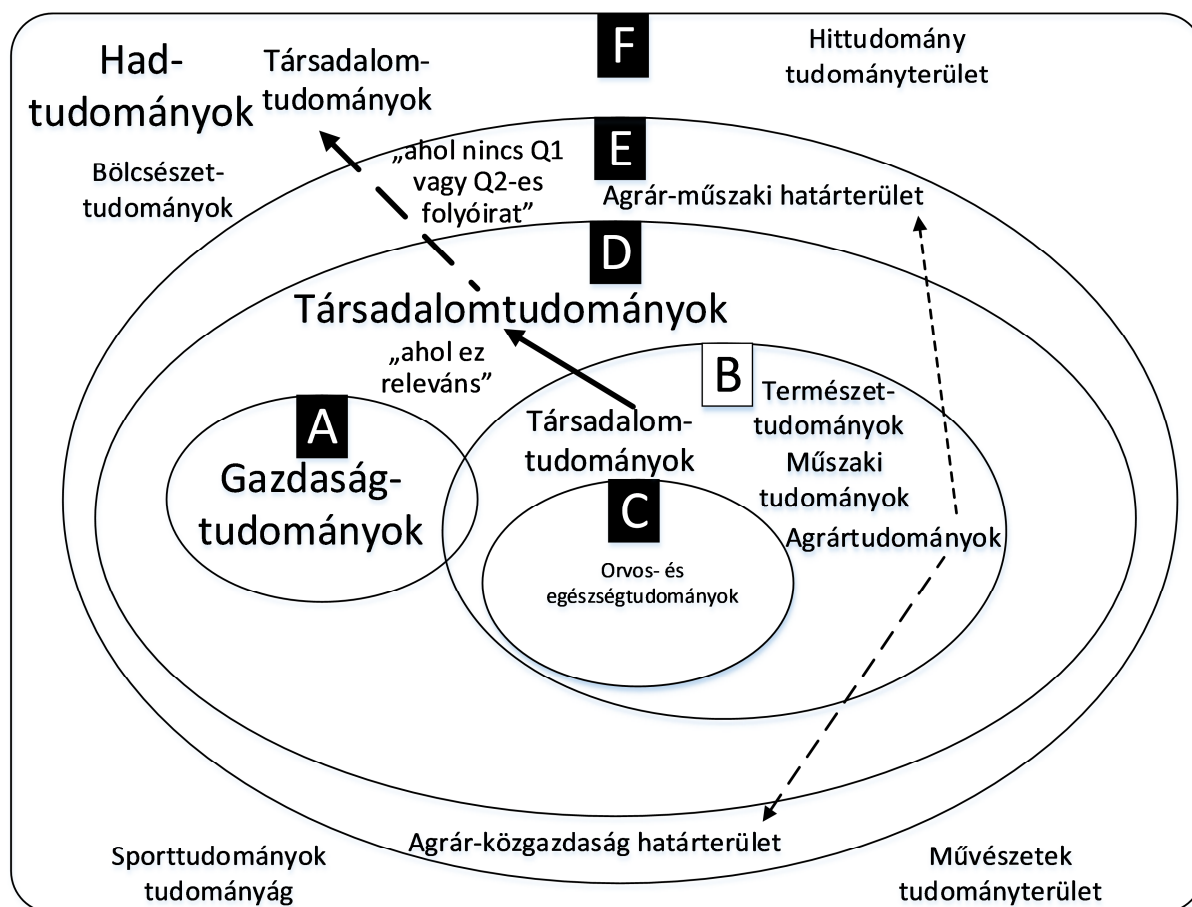 F
Had-
tudományok
Társadalom-
tudományok
Hittudomány
tudományterület
Bölcsészet-
tudományok
E
„ahol nincs Q1
vagy Q2-es
folyóirat”
Agrár-műszaki határterület
D
Társadalomtudományok
„ahol ez
releváns”
B
Természet-
tudományok
Műszaki
tudományok
Agrártudományok
Társadalom-
tudományok
A
Gazdaság-
tudományok
C
Orvos- és
egészségtudományok
Agrár-közgazdaság határterület
Sporttudományok
tudományág
Művészetek
tudományterület